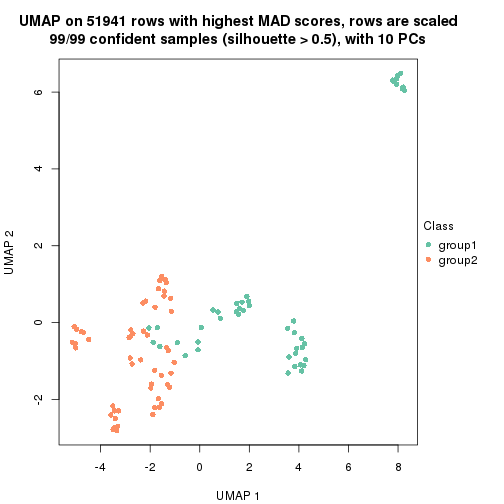 UMAP on 51941 rows with highest MAD scores, rows are scaled
99/99 confident samples (silhouette > 0.5), with 10 PCs
6
4
2
0
-2
UMAP 2
-4
-2
0
2
4
6
8
UMAP 1
Class
group1
group2